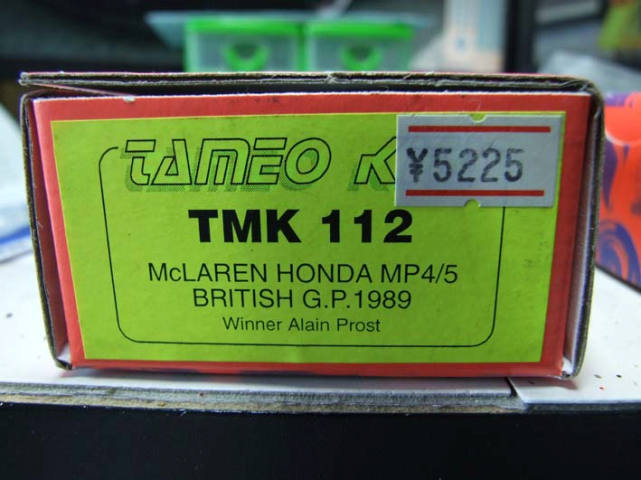 TAMEO K
¥5225
TMK 112
McLAREN HONDA MP4/5
BRITISH G.P.1989
Winner Alain Prost